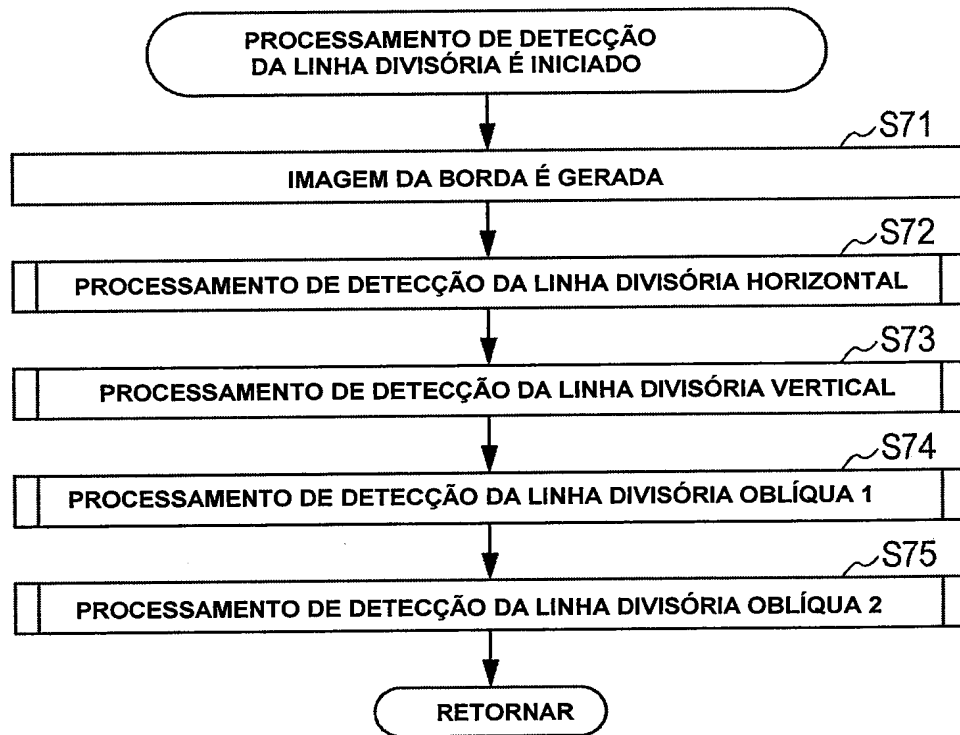 PROCESSAMENTO DE DETECÇÃO
DA LINHA DIVISÓRIA É INICIADO
S71
IMAGEM DA BORDA É GERADA
S72
PROCESSAMENTO DE DETECÇÃO DA LINHA DIVISÓRIA HORIZONTAL
S73
PROCESSAMENTO DE DETECÇÃO DA LINHA DIVISÓRIA VERTICAL
S74
PROCESSAMENTO DE DETECÇÃO DA LINHA DIVISÓRIA OBLÍQUA 1
S75
PROCESSAMENTO DE DETECÇÃO DA LINHA DIVISÓRIA OBLÍQUA 2
RETORNAR